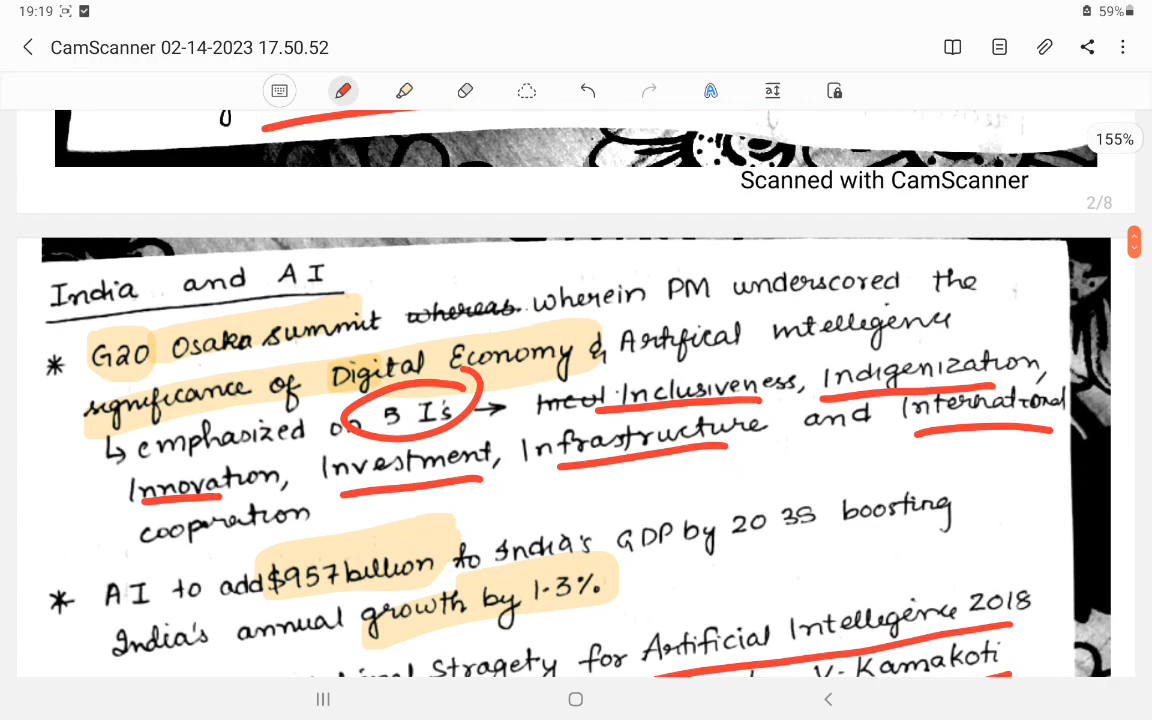 19:19 59%
CamScanner 02-14-2023 17.50.52
155%
Scanned with CamScanner
2/8
India and AI
* G20 Osaka Summit whereas wherein PM underscored the
significance of Digital Economy & Artifical intelligence
↳ emphasized on 5 I's → Inclusiveness, Indigenization,
Innovation, Investment, Infrastructure and International
cooperation
* AI to add $957 billion to India's GDP by 2035 boosting
India's annual growth by 1.3%.
Stragety for Artificial Intelligence 2018
V. Kamakoti